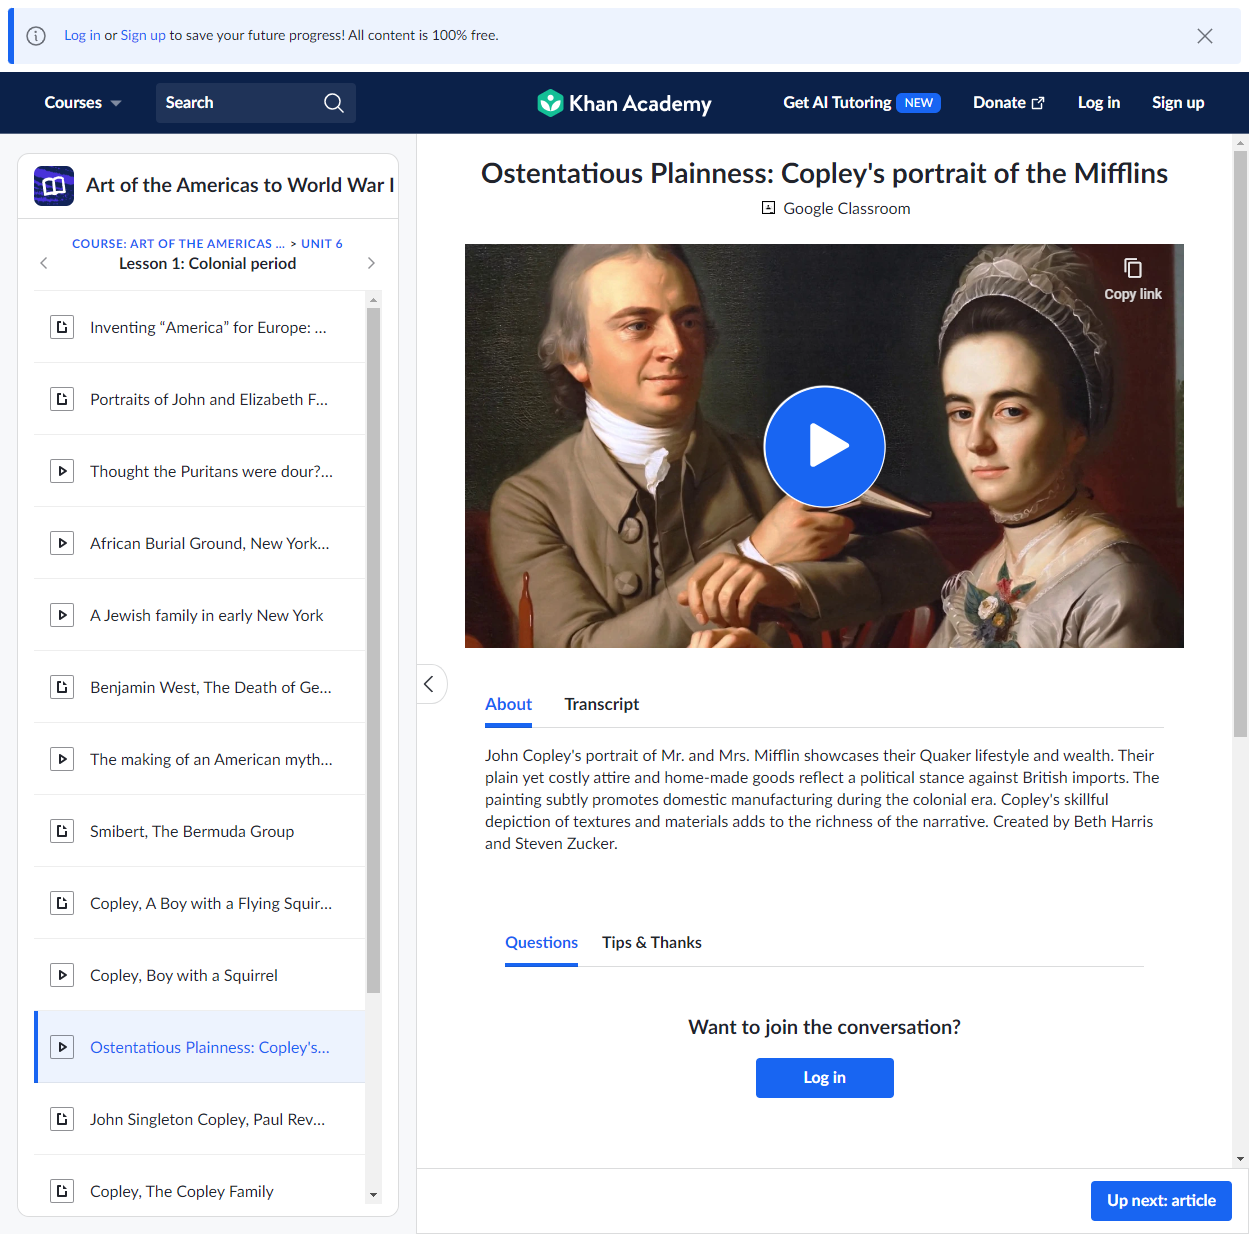 Log in or Sign up to save your future progress! All content is 100% free.
Courses
Search
Khan Academy
Get AI Tutoring NEW
Donate
Log in
Sign up
Art of the Americas to World War I
COURSE: ART OF THE AMERICAS ... > UNIT 6
Lesson 1: Colonial period
Inventing “America” for Europe: ...
Portraits of John and Elizabeth F...
Thought the Puritans were dour?...
African Burial Ground, New York...
A Jewish family in early New York
Benjamin West, The Death of Ge...
The making of an American myth...
Smibert, The Bermuda Group
Copley, A Boy with a Flying Squir...
Copley, Boy with a Squirrel
Ostentatious Plainness: Copley's...
John Singleton Copley, Paul Rev...
Copley, The Copley Family
Ostentatious Plainness: Copley's portrait of the Mifflins
Google Classroom
Copy link
About
Transcript
John Copley's portrait of Mr. and Mrs. Mifflin showcases their Quaker lifestyle and wealth. Their
plain yet costly attire and home-made goods reflect a political stance against British imports. The
painting subtly promotes domestic manufacturing during the colonial era. Copley's skillful
depiction of textures and materials adds to the richness of the narrative. Created by Beth Harris
and Steven Zucker.
Questions
Tips & Thanks
Want to join the conversation?
Log in
Up next: article